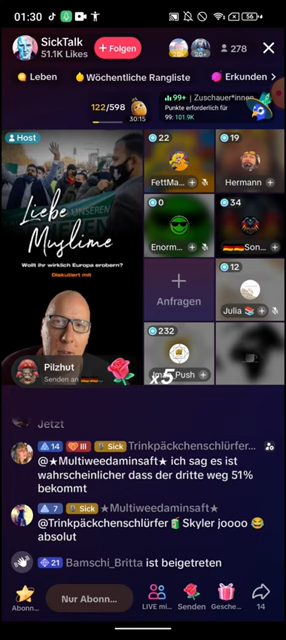 01:30
56
SickTalk
51.1K Likes
+ Folgen
20+
278
Leben
Wöchentliche Rangliste
Erkunden
122/598
30:15
99+ | Zuschauer*innen
Punkte erforderlich für
99: 101.9K
Host
Liebe
Muslime
Wollt ihr wirklich Europa erobern?
Diskutiert mit
22
FettMa...
19
Hermann
0
Enorm...
34
Son...
Anfragen
12
Julia
232
Push
Pilzhut
Senden an
x5
Jetzt
14 III Sick Trinkpäckchenschlürfer...
@★Multiweedaminsaft★ ich sag es ist
wahrscheinlicher dass der dritte weg 51%
bekommt
7 Sick ★Multiweedaminsaft★
@Trinkpäckchenschlürfer Skyler joooo 😂
absolut
21 Bamschi_Britta ist beigetreten
Abonn...
Nur Abonn...
LIVE mi...
Senden
Gesche...
14